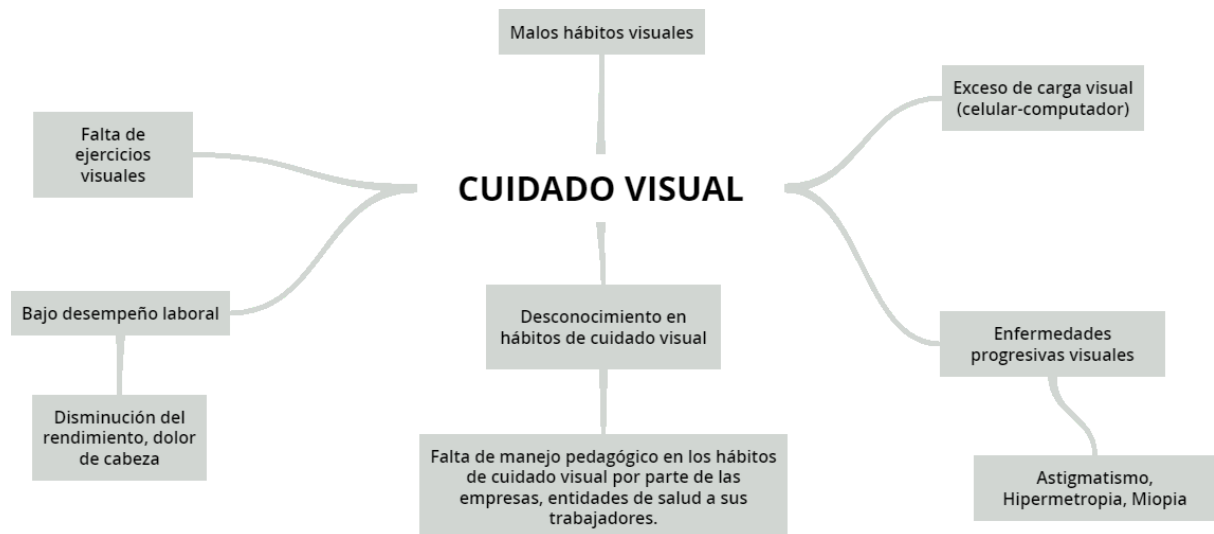 Malos hábitos visuales
Exceso de carga visual
(celular-computador)
Falta de
ejercicios
visuales
CUIDADO VISUAL
Bajo desempeño laboral
Desconocimiento en
hábitos de cuidado visual
Enfermedades
progresivas visuales
Disminución del
rendimiento, dolor
de cabeza
Falta de manejo pedagógico en los hábitos
de cuidado visual por parte de las
empresas, entidades de salud a sus
trabajadores.
Astigmatismo,
Hipermetropia, Miopia